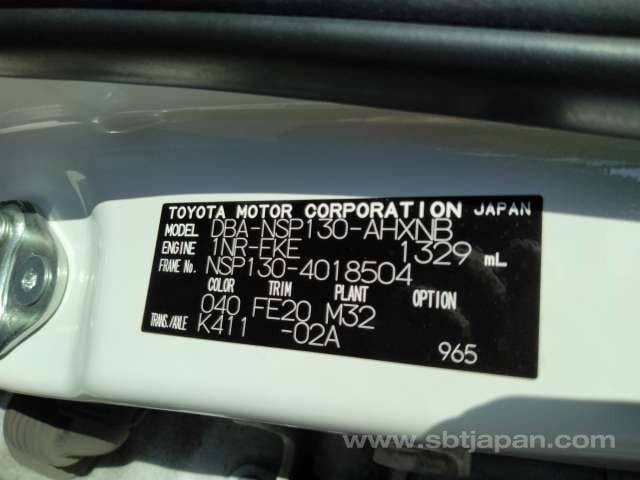 TOYOTA MOTOR CORPORATION JAPAN
MODEL DBA-NSP130-AHXNB
ENGINE 1NR-FKE 1329 mL
FRAME No. NSP130-4018504
COLOR TRIM PLANT OPTION
040 FE20 M32
TRANS./AXLE K411 -02A
965
www.sbtjapan.com